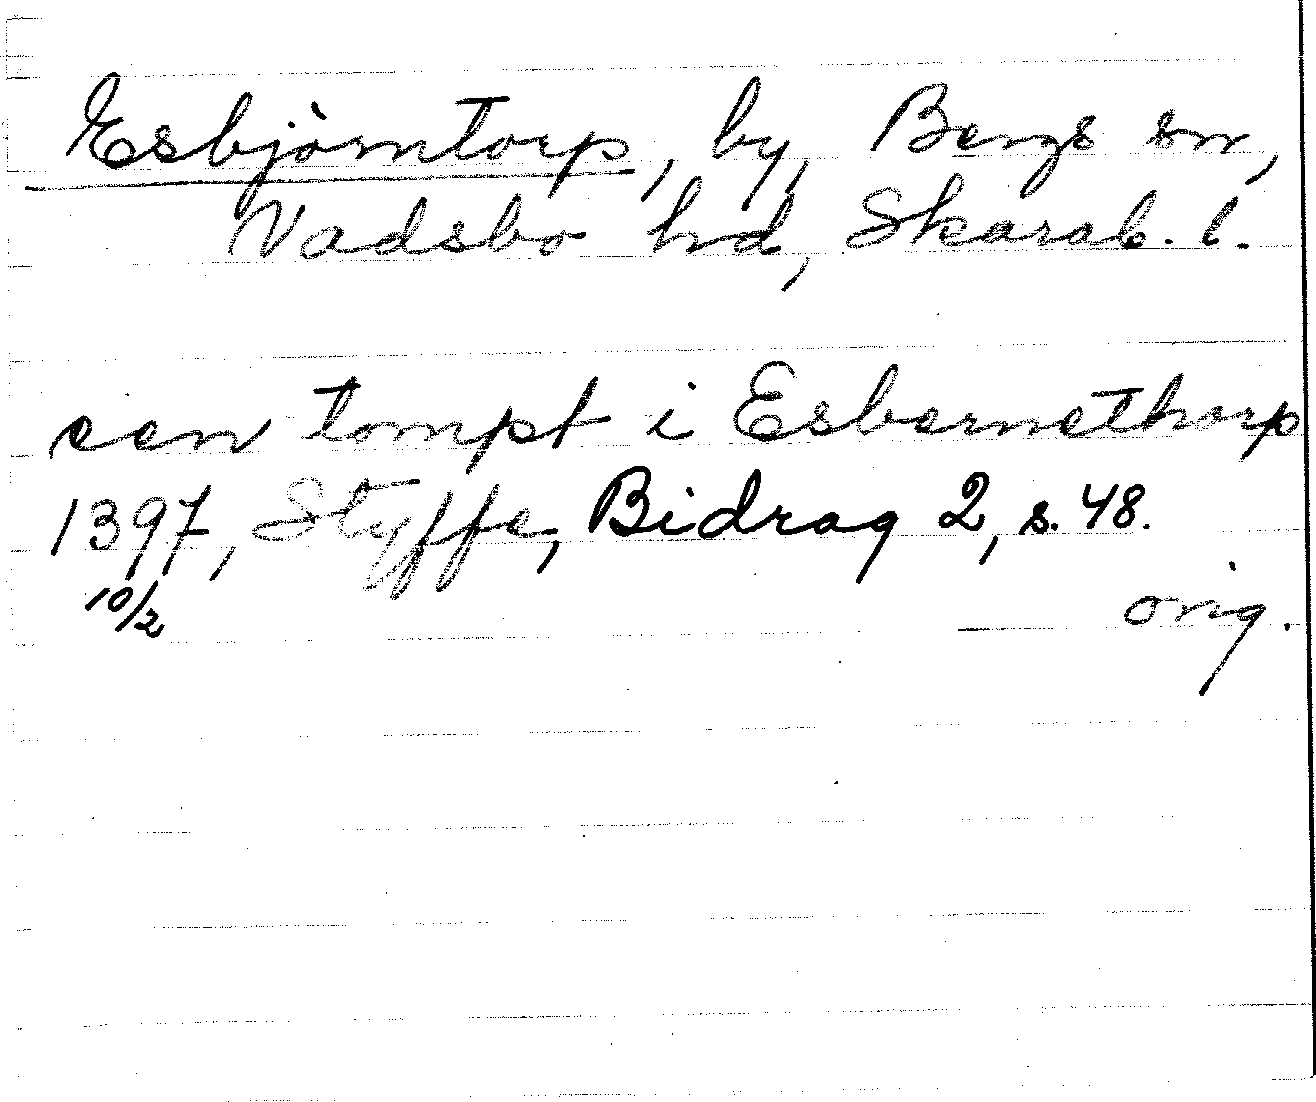 Esbjörntorp, by, Bergs sn,
Vadsbo hd, Skarab. l.
een tompt i Esbernethorp
1397, Styffe, Bidrag 2, s. 48.
10/2
orig.